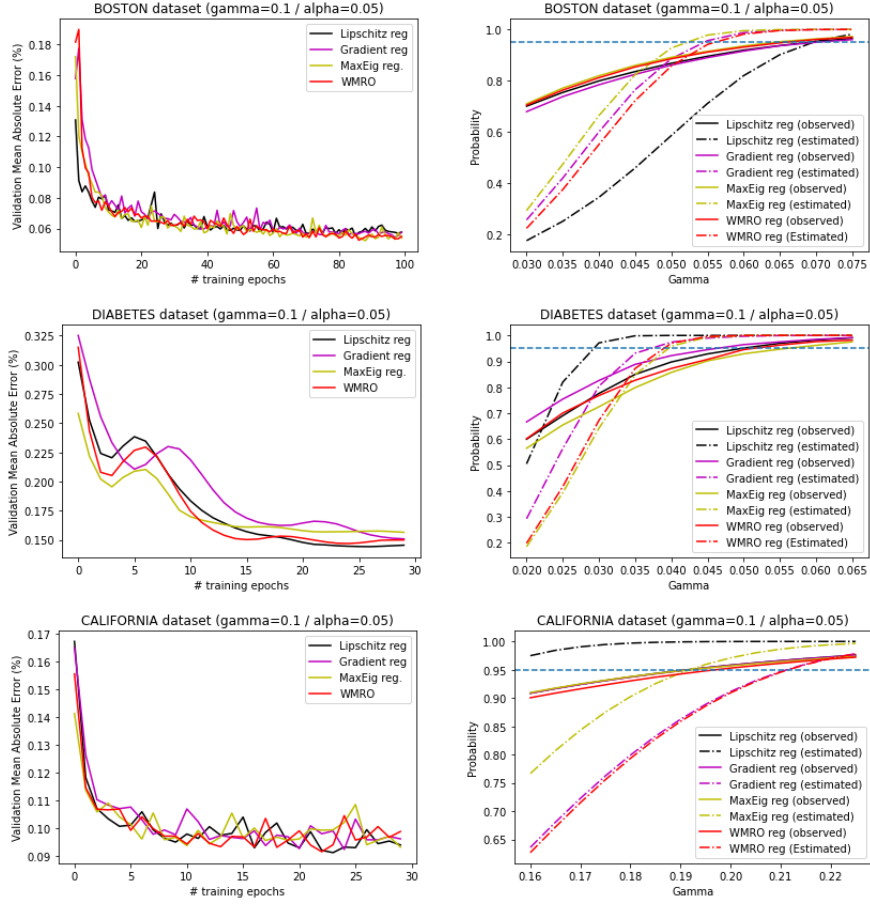 BOSTON dataset (gamma=0.1 / alpha=0.05)
Validation Mean Absolute Error (%)
0.18
0.16
0.14
0.12
0.10
0.08
0.06
Lipschitz reg
Gradient reg
MaxEig reg.
WMRO
0 20 40 60 80 100
# training epochs
BOSTON dataset (gamma=0.1 / alpha=0.05)
Probability
1.0
0.8
0.6
0.4
0.2
Lipschitz reg (observed)
Lipschitz reg (estimated)
Gradient reg (observed)
Gradient reg (estimated)
MaxEig reg (observed)
MaxEig reg (estimated)
WMRO reg (observed)
WMRO reg (Estimated)
0.030 0.035 0.040 0.045 0.050 0.055 0.060 0.065 0.070 0.075
Gamma
DIABETES dataset (gamma=0.1 / alpha=0.05)
Validation Mean Absolute Error (%)
0.325
0.300
0.275
0.250
0.225
0.200
0.175
0.150
Lipschitz reg
Gradient reg
MaxEig reg.
WMRO
0 5 10 15 20 25 30
# training epochs
DIABETES dataset (gamma=0.1 / alpha=0.05)
Probability
1.0
0.9
0.8
0.7
0.6
0.5
0.4
0.3
0.2
Lipschitz reg (observed)
Lipschitz reg (estimated)
Gradient reg (observed)
Gradient reg (estimated)
MaxEig reg (observed)
MaxEig reg (estimated)
WMRO reg (observed)
WMRO reg (Estimated)
0.020 0.025 0.030 0.035 0.040 0.045 0.050 0.055 0.060 0.065
Gamma
CALIFORNIA dataset (gamma=0.1 / alpha=0.05)
Validation Mean Absolute Error (%)
0.17
0.16
0.15
0.14
0.13
0.12
0.11
0.10
0.09
Lipschitz reg
Gradient reg
MaxEig reg.
WMRO
0 5 10 15 20 25 30
# training epochs
CALIFORNIA dataset (gamma=0.1 / alpha=0.05)
Probability
1.00
0.95
0.90
0.85
0.80
0.75
0.70
0.65
Lipschitz reg (observed)
Lipschitz reg (estimated)
Gradient reg (observed)
Gradient reg (estimated)
MaxEig reg (observed)
MaxEig reg (estimated)
WMRO reg (observed)
WMRO reg (Estimated)
0.16 0.17 0.18 0.19 0.20 0.21 0.22
Gamma